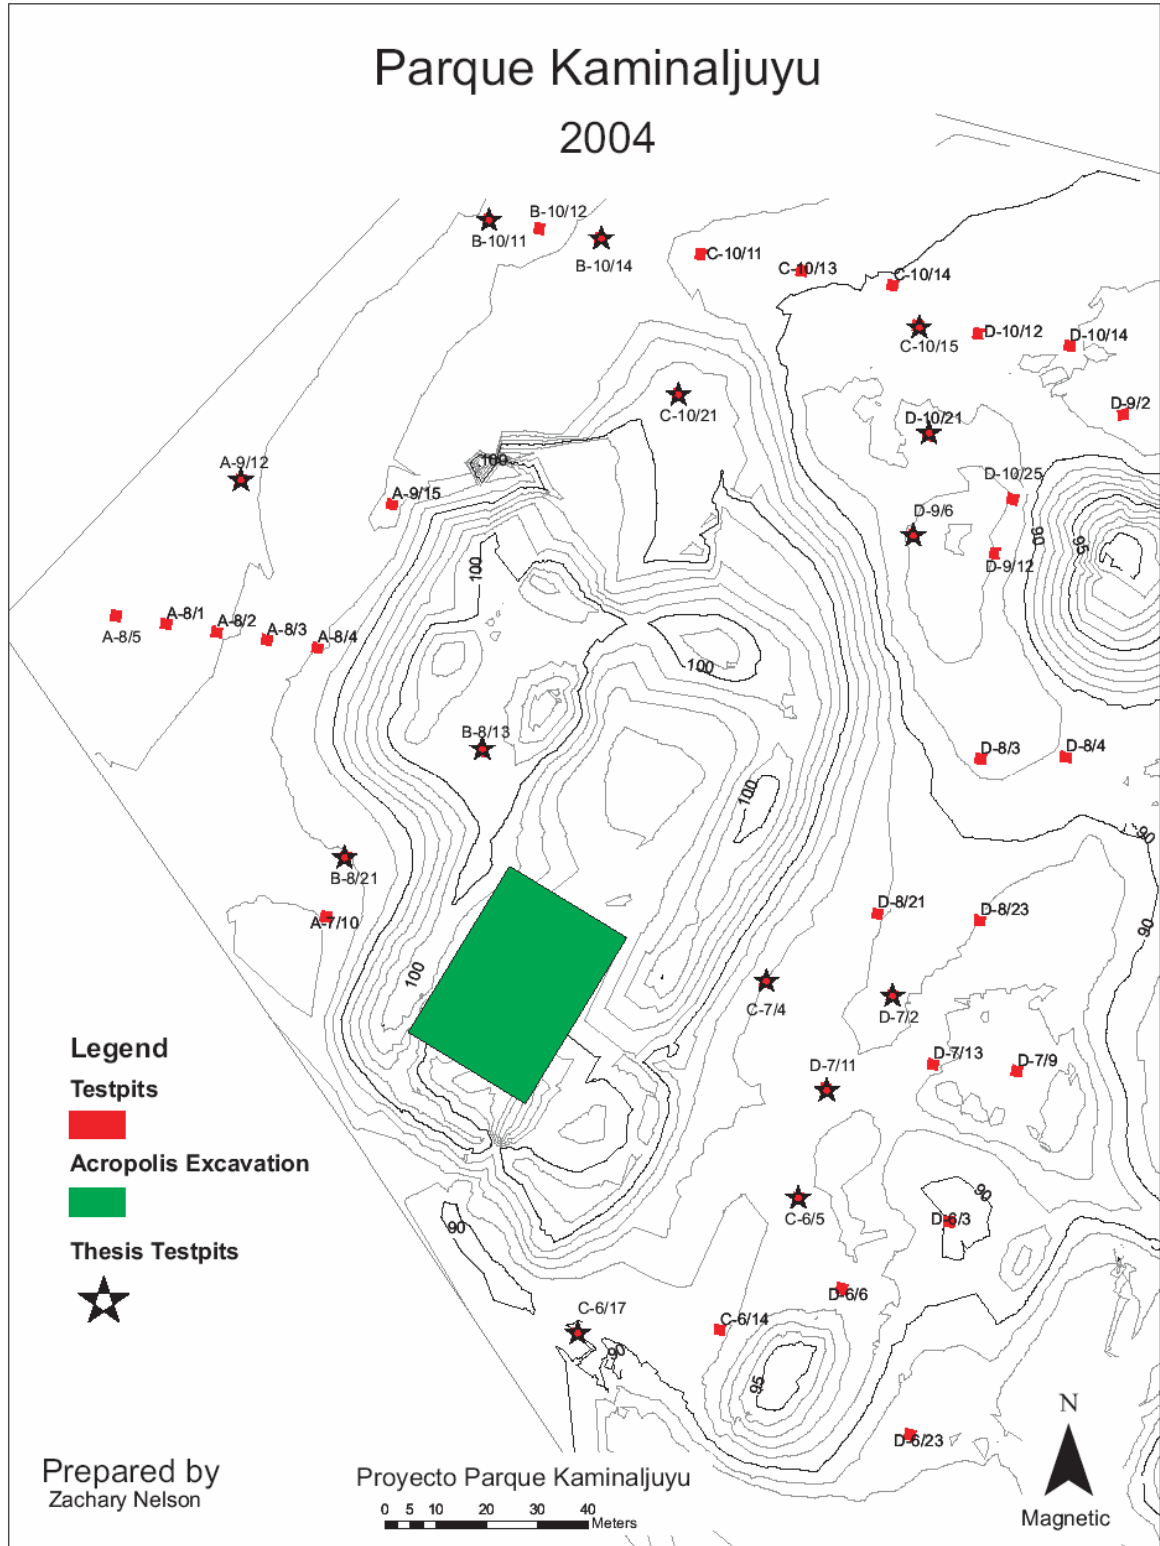 Parque Kaminaljuyu
2004
B-10/12
B-10/11
B-10/14
C-10/11
C-10/13
C-10/14
C-10/15
D-10/12
D-10/14
C-10/21
D-9/2
D-10/21
A-9/12
100
D-10/25
A-9/15
D-9/6
90
95
D-9/12
100
A-8/1
A-8/2
A-8/3
A-8/4
A-8/5
100
B-8/13
D-8/3
D-8/4
100
90
B-8/21
D-8/21
D-8/23
A-7/10
90
100
C-7/4
D-7/2
Legend
Testpits
D-7/13
D-7/9
D-7/11
Acropolis Excavation
90
C-6/5
D-6/3
90
Thesis Testpits
D-6/6
C-6/17
C-6/14
90
95
N
D-6/23
Prepared by
Zachary Nelson
Proyecto Parque Kaminaljuyu
0 5 10 20 30 40
Meters
Magnetic